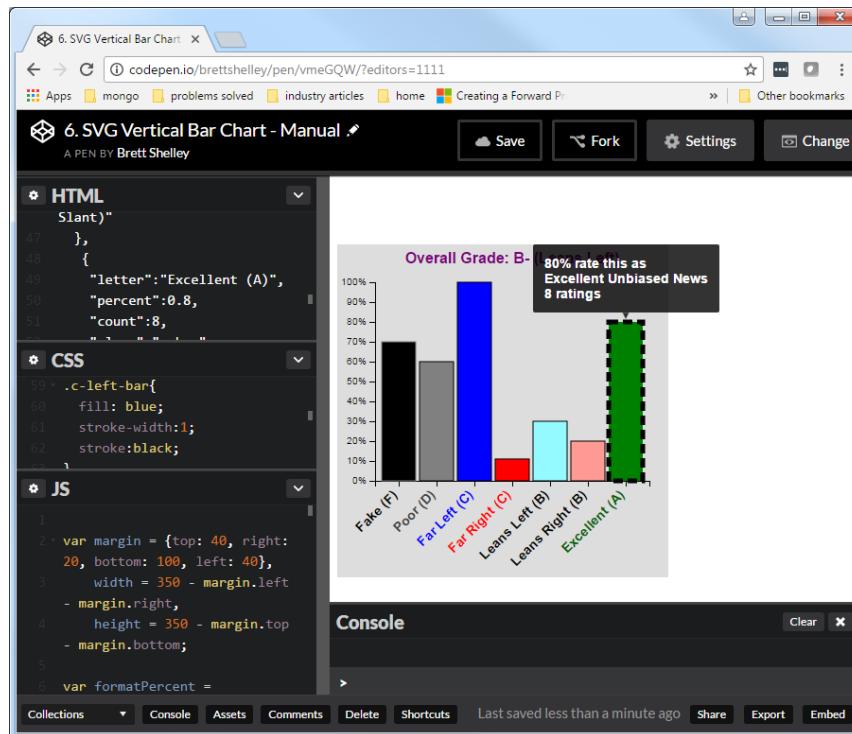 6. SVG Vertical Bar Chart
codepen.io/brettshelley/pen/vmeGQW/?editors=1111
Apps mongo problems solved industry articles home Creating a Forward Pr » Other bookmarks
6. SVG Vertical Bar Chart - Manual
A PEN BY Brett Shelley
Save Fork Settings Change
HTML
Slant)"
47 },
48 {
49 "letter":"Excellent (A)",
50 "percent":0.8,
51 "count":8,
CSS
59 .c-left-bar{
60 fill: blue;
61 stroke-width:1;
62 stroke:black;
}
JS
1
2 var margin = {top: 40, right:
20, bottom: 100, left: 40},
3 width = 350 - margin.left
- margin.right,
4 height = 350 - margin.top
- margin.bottom;
5
6 var formatPercent =
Overall Grade: B- (Leans Left)
80% rate this as
Excellent Unbiased News
8 ratings
100%
90%
80%
70%
60%
50%
40%
30%
20%
10%
0%
Fake (F)
Poor (D)
Far Left (C)
Far Right (C)
Leans Left (B)
Leans Right (B)
Excellent (A)
Console
Clear
>
Collections Console Assets Comments Delete Shortcuts Last saved less than a minute ago Share Export Embed